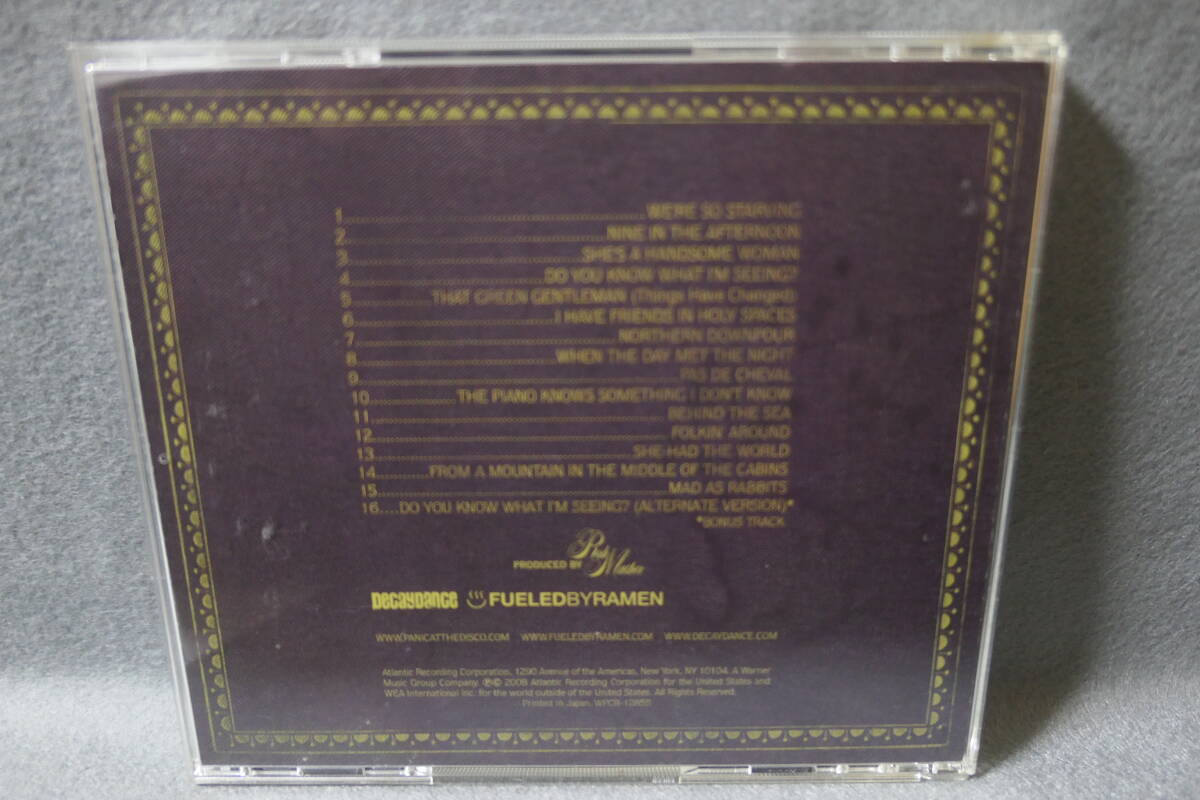 1 WE'RE SO STARVING
2 NINE IN THE AFTERNOON
3 SHE'S A HANDSOME WOMAN
4 DO YOU KNOW WHAT I'M SEEING?
5 THAT GREEN GENTLEMAN (Things Have Changed)
6 I HAVE FRIENDS IN HOLY SPACES
7 NORTHERN DOWNPOUR
8 WHEN THE DAY MET THE NIGHT
9 PAS DE CHEVAL
10 THE PIANO KNOWS SOMETHING I DON'T KNOW
11 BEHIND THE SEA
12 FOLKIN' AROUND
13 SHE HAD THE WORLD
14 FROM A MOUNTAIN IN THE MIDDLE OF THE CABINS
15 MAD AS RABBITS
16....DO YOU KNOW WHAT I'M SEEING? (ALTERNATE VERSION)*
*BONUS TRACK
PRODUCED BY Rob Mathes
DECAYDANCE FUELEDBYRAMEN
WWW.PANICATTHEDISCO.COM WWW.FUELEDBYRAMEN.COM WWW.DECAYDANCE.COM
Atlantic Recording Corporation, 1290 Avenue of the Americas, New York, NY 10104. A Warner
Music Group Company. ℗© 2008 Atlantic Recording Corporation for the United States and
WEA International Inc. for the world outside of the United States. All Rights Reserved.
Printed in Japan.